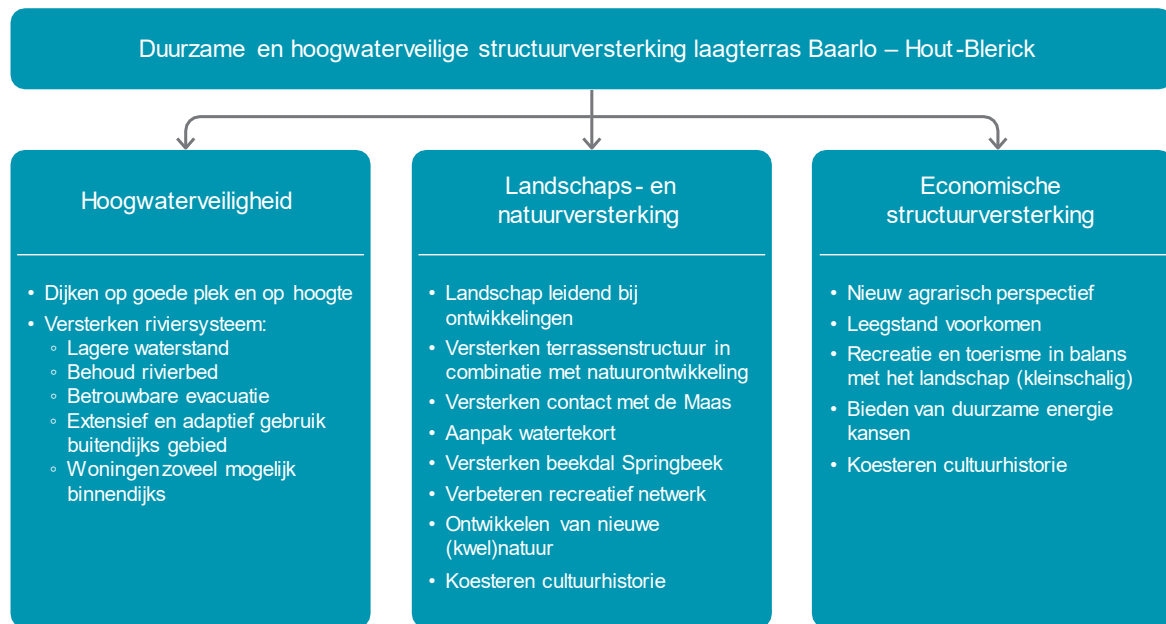 Duurzame en hoogwaterveilige structuurversterking laagterras Baarlo – Hout-Blerick
Hoogwaterveiligheid
• Dijken op goede plek en op hoogte
• Versterken riviersysteem:
◦ Lagere waterstand
◦ Behoud rivierbed
◦ Betrouwbare evacuatie
◦ Extensief en adaptief gebruik
buitendijks gebied
◦ Woningen zoveel mogelijk
binnendijks
Landschaps- en
natuurversterking
• Landschap leidend bij
ontwikkelingen
• Versterken terrassenstructuur in
combinatie met natuurontwikkeling
• Versterken contact met de Maas
• Aanpak watertekort
• Versterken beekdal Springbeek
• Verbeteren recreatief netwerk
• Ontwikkelen van nieuwe
(kwel)natuur
• Koesteren cultuurhistorie
Economische
structuurversterking
• Nieuw agrarisch perspectief
• Leegstand voorkomen
• Recreatie en toerisme in balans
met het landschap (kleinschalig)
• Bieden van duurzame energie
kansen
• Koesteren cultuurhistorie